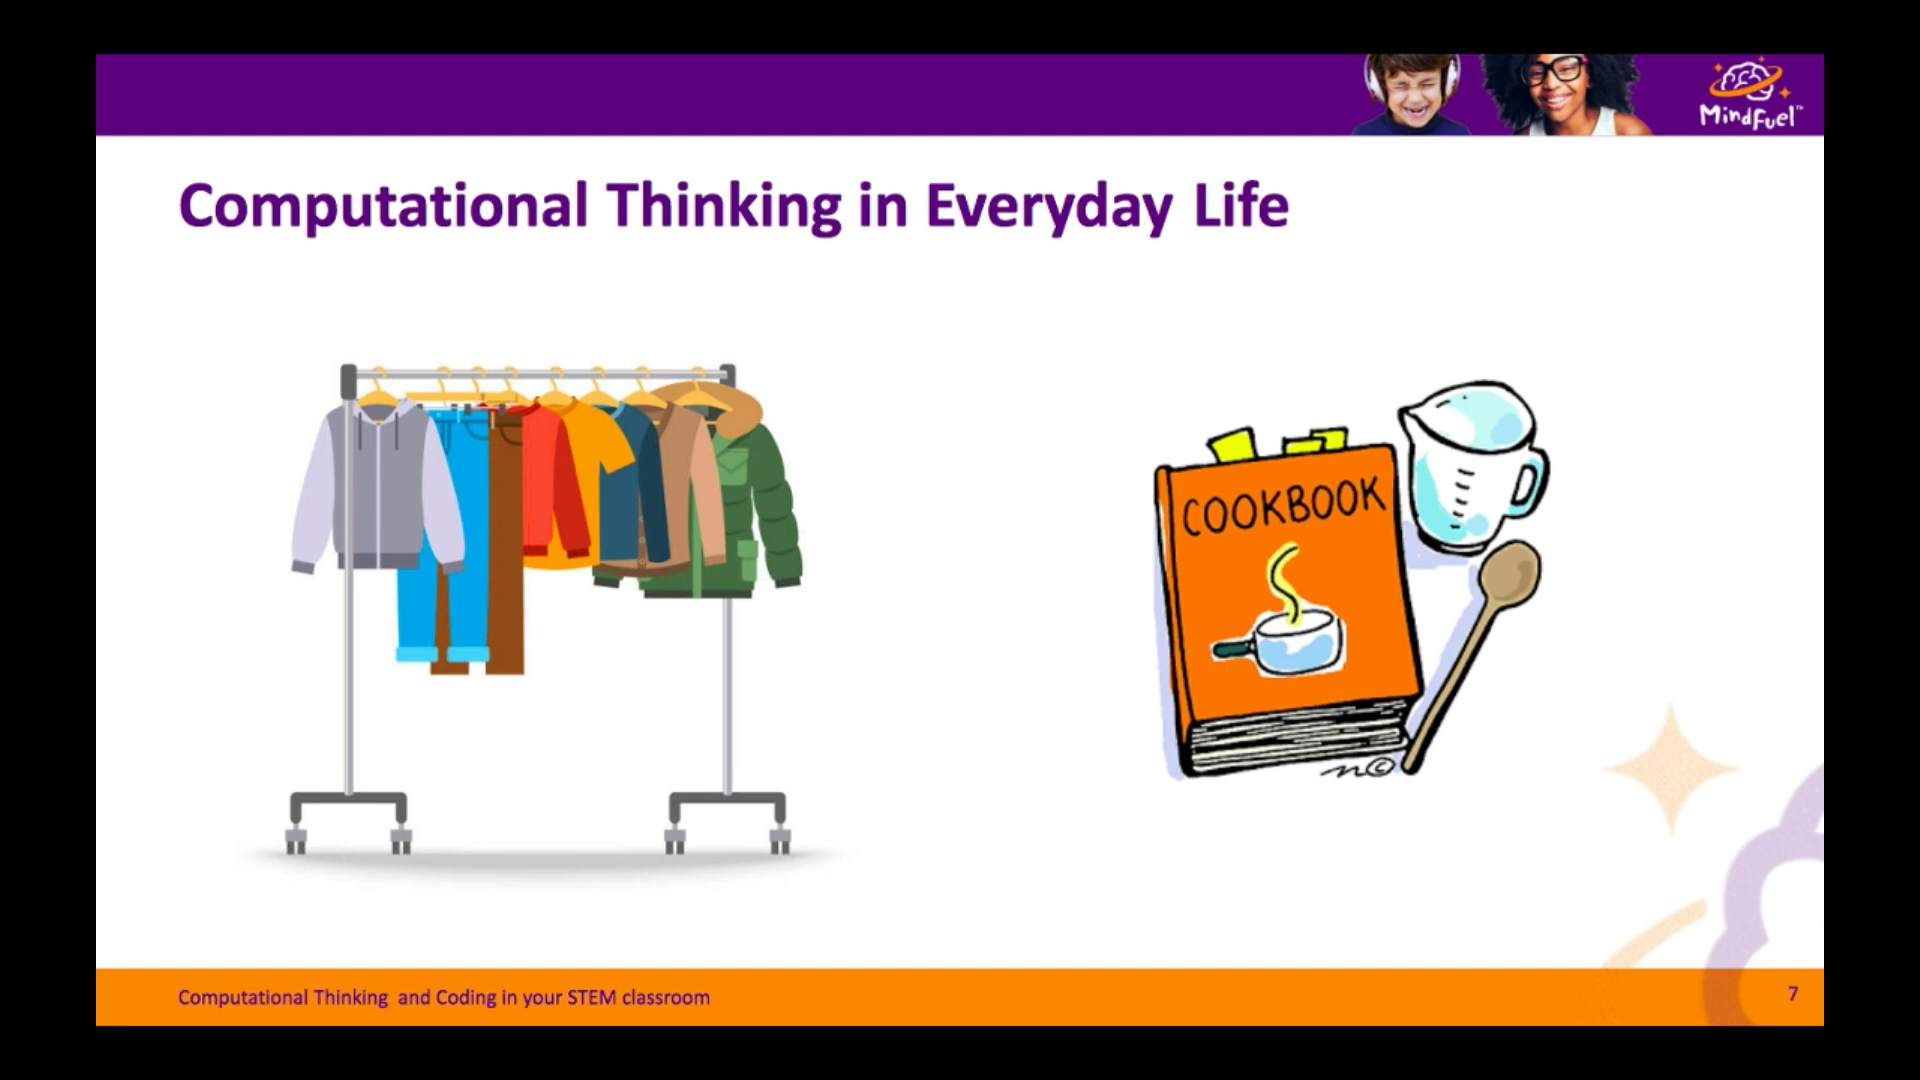 MindFuel™
Computational Thinking in Everyday Life
COOKBOOK
Computational Thinking and Coding in your STEM classroom
7